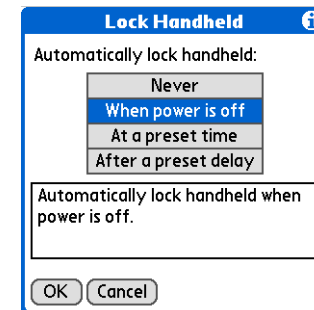 Lock Handheld
Automatically lock handheld:
Never
When power is off
At a preset time
After a preset delay
Automatically lock handheld when
power is off.
OK Cancel